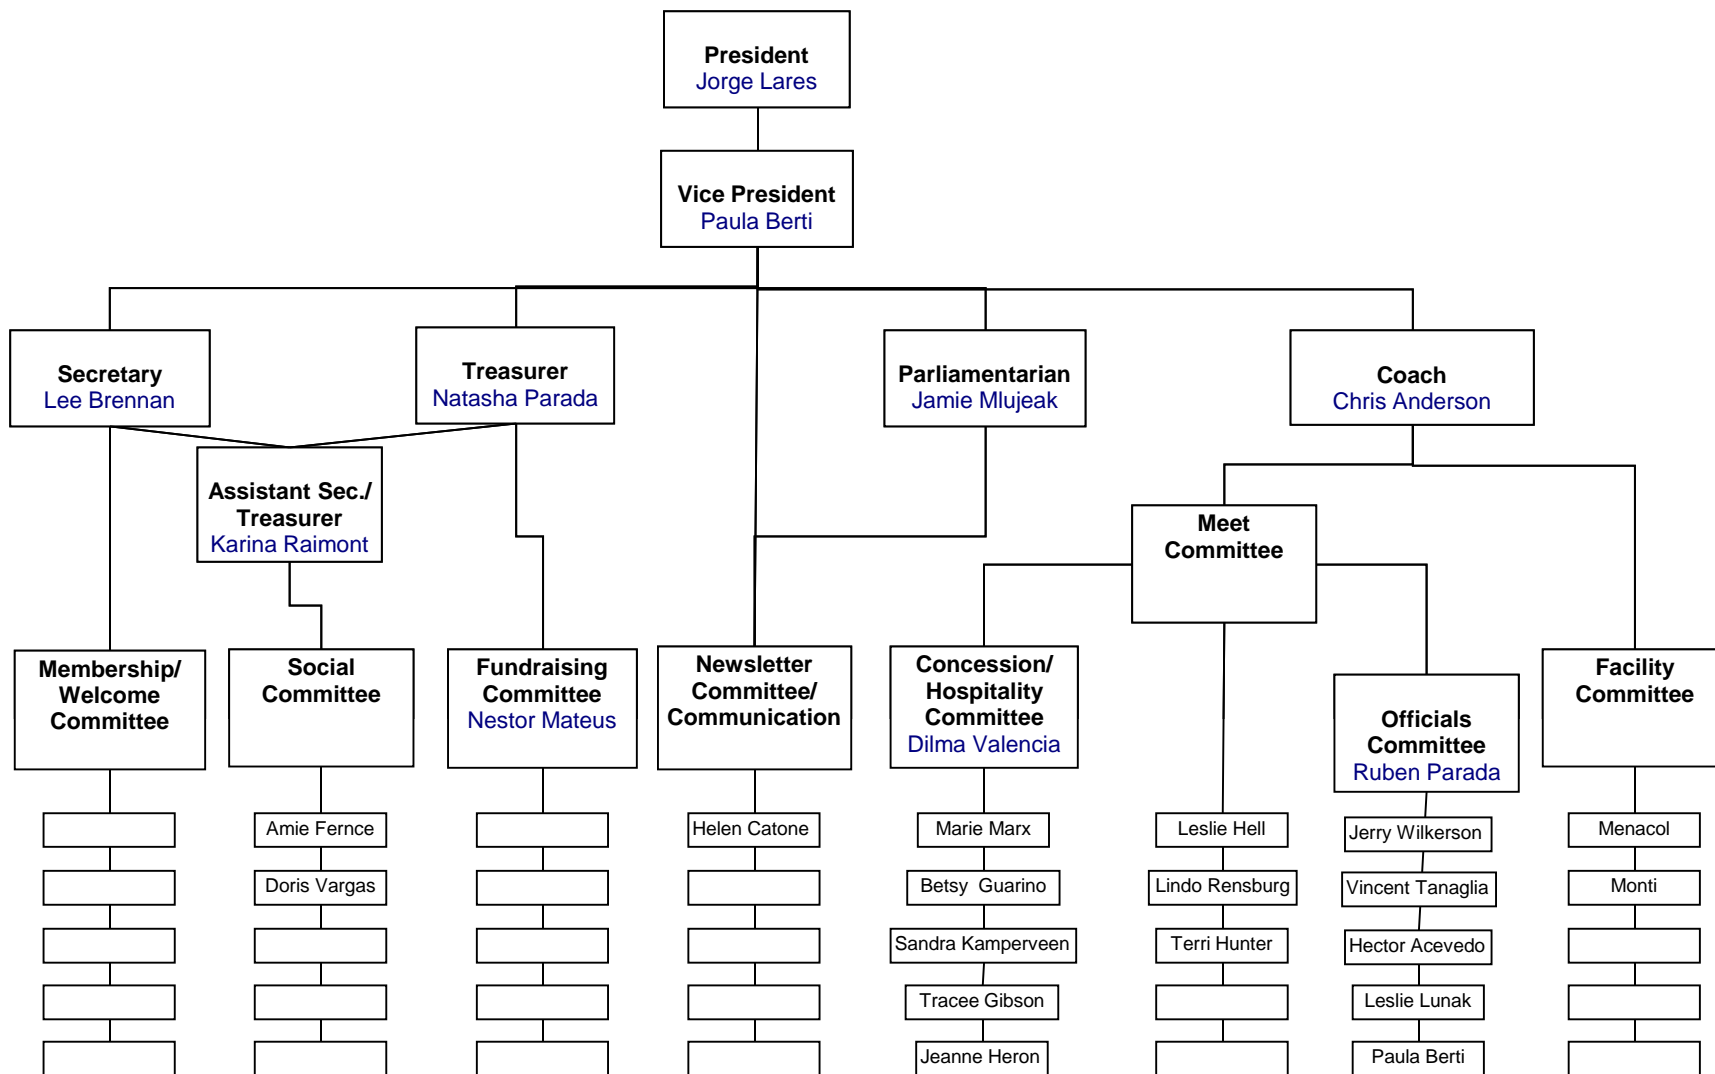 President
Jorge Lares
Vice President
Paula Berti
Secretary
Lee Brennan
Treasurer
Natasha Parada
Parliamentarian
Jamie Mlujeak
Coach
Chris Anderson
Assistant Sec./
Treasurer
Karina Raimont
Meet
Committee
Membership/
Welcome
Committee
Social
Committee
Fundraising
Committee
Nestor Mateus
Newsletter
Committee/
Communication
Concession/
Hospitality
Committee
Dilma Valencia
Officials
Committee
Ruben Parada
Facility
Committee
Amie Fernce
Doris Vargas
Helen Catone
Marie Marx
Betsy  Guarino
Sandra Kamperveen
Tracee Gibson
Jeanne Heron
Leslie Hell
Lindo Rensburg
Terri Hunter
Jerry Wilkerson
Vincent Tanaglia
Hector Acevedo
Leslie Lunak
Paula Berti
Menacol
Monti